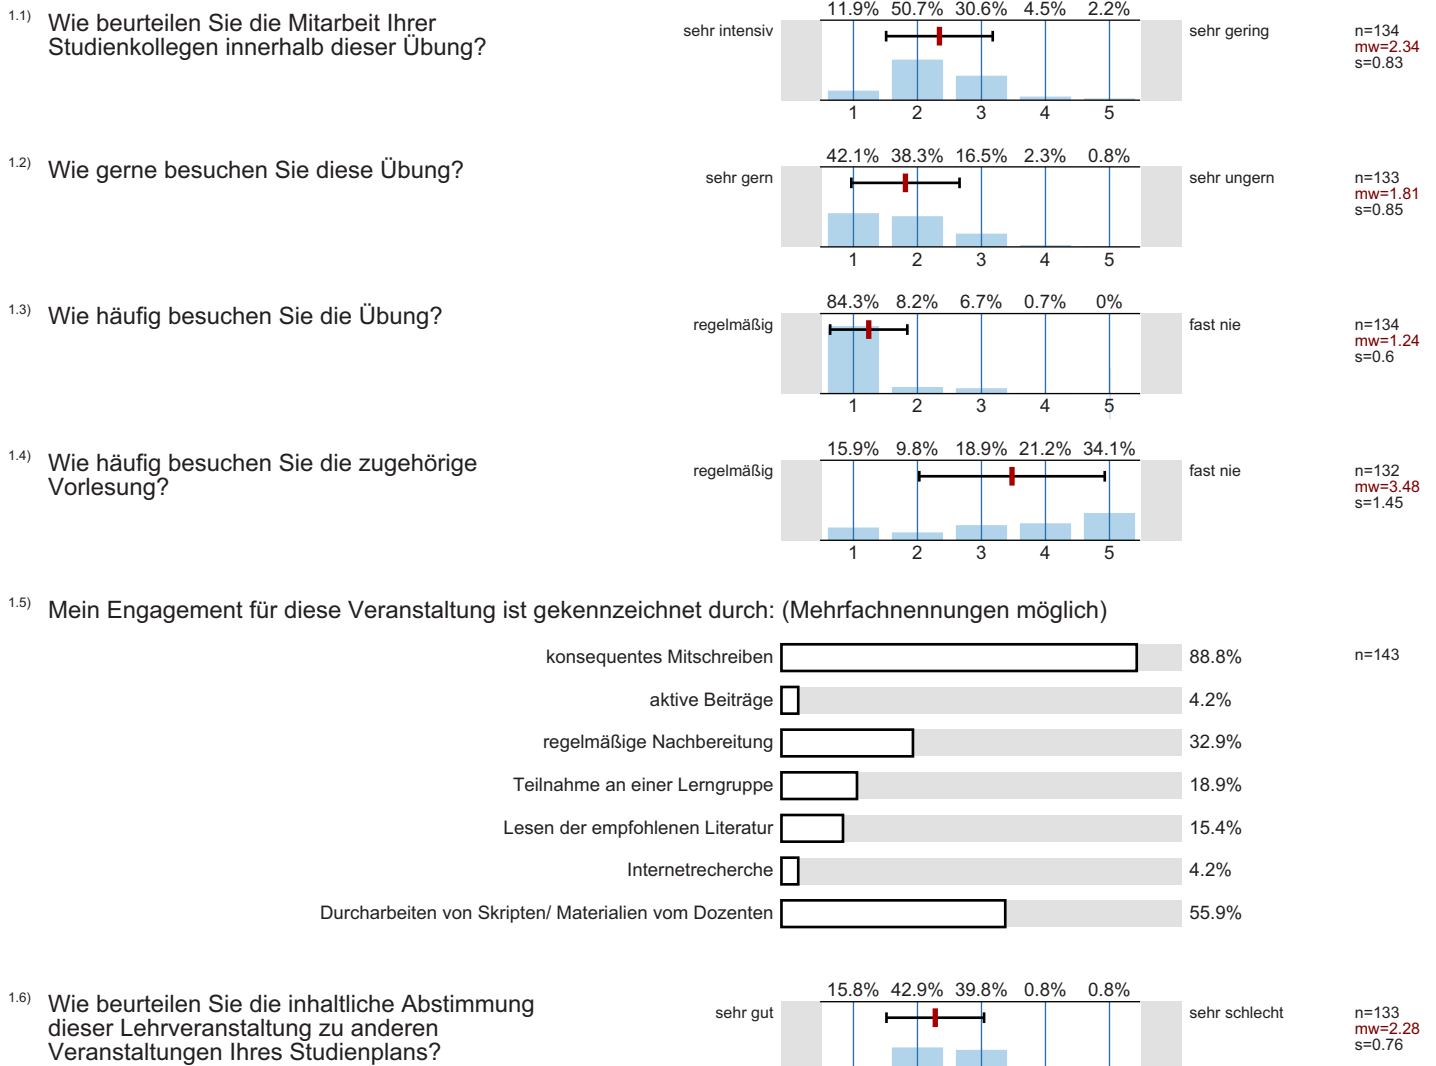 1.1) Wie beurteilen Sie die Mitarbeit Ihrer
Studienkollegen innerhalb dieser Übung?
11.9% 50.7% 30.6% 4.5% 2.2%
sehr intensiv
sehr gering
n=134
mw=2.34
s=0.83
1 2 3 4 5
1.2) Wie gerne besuchen Sie diese Übung?
42.1% 38.3% 16.5% 2.3% 0.8%
sehr gern
sehr ungern
n=133
mw=1.81
s=0.85
1 2 3 4 5
1.3) Wie häufig besuchen Sie die Übung?
84.3% 8.2% 6.7% 0.7% 0%
regelmäßig
fast nie
n=134
mw=1.24
s=0.6
1 2 3 4 5
1.4) Wie häufig besuchen Sie die zugehörige
Vorlesung?
15.9% 9.8% 18.9% 21.2% 34.1%
regelmäßig
fast nie
n=132
mw=3.48
s=1.45
1 2 3 4 5
1.5) Mein Engagement für diese Veranstaltung ist gekennzeichnet durch: (Mehrfachnennungen möglich)
konsequentes Mitschreiben 88.8% n=143
aktive Beiträge 4.2%
regelmäßige Nachbereitung 32.9%
Teilnahme an einer Lerngruppe 18.9%
Lesen der empfohlenen Literatur 15.4%
Internetrecherche 4.2%
Durcharbeiten von Skripten/ Materialien vom Dozenten 55.9%
1.6) Wie beurteilen Sie die inhaltliche Abstimmung
dieser Lehrveranstaltung zu anderen
Veranstaltungen Ihres Studienplans?
15.8% 42.9% 39.8% 0.8% 0.8%
sehr gut
sehr schlecht
n=133
mw=2.28
s=0.76